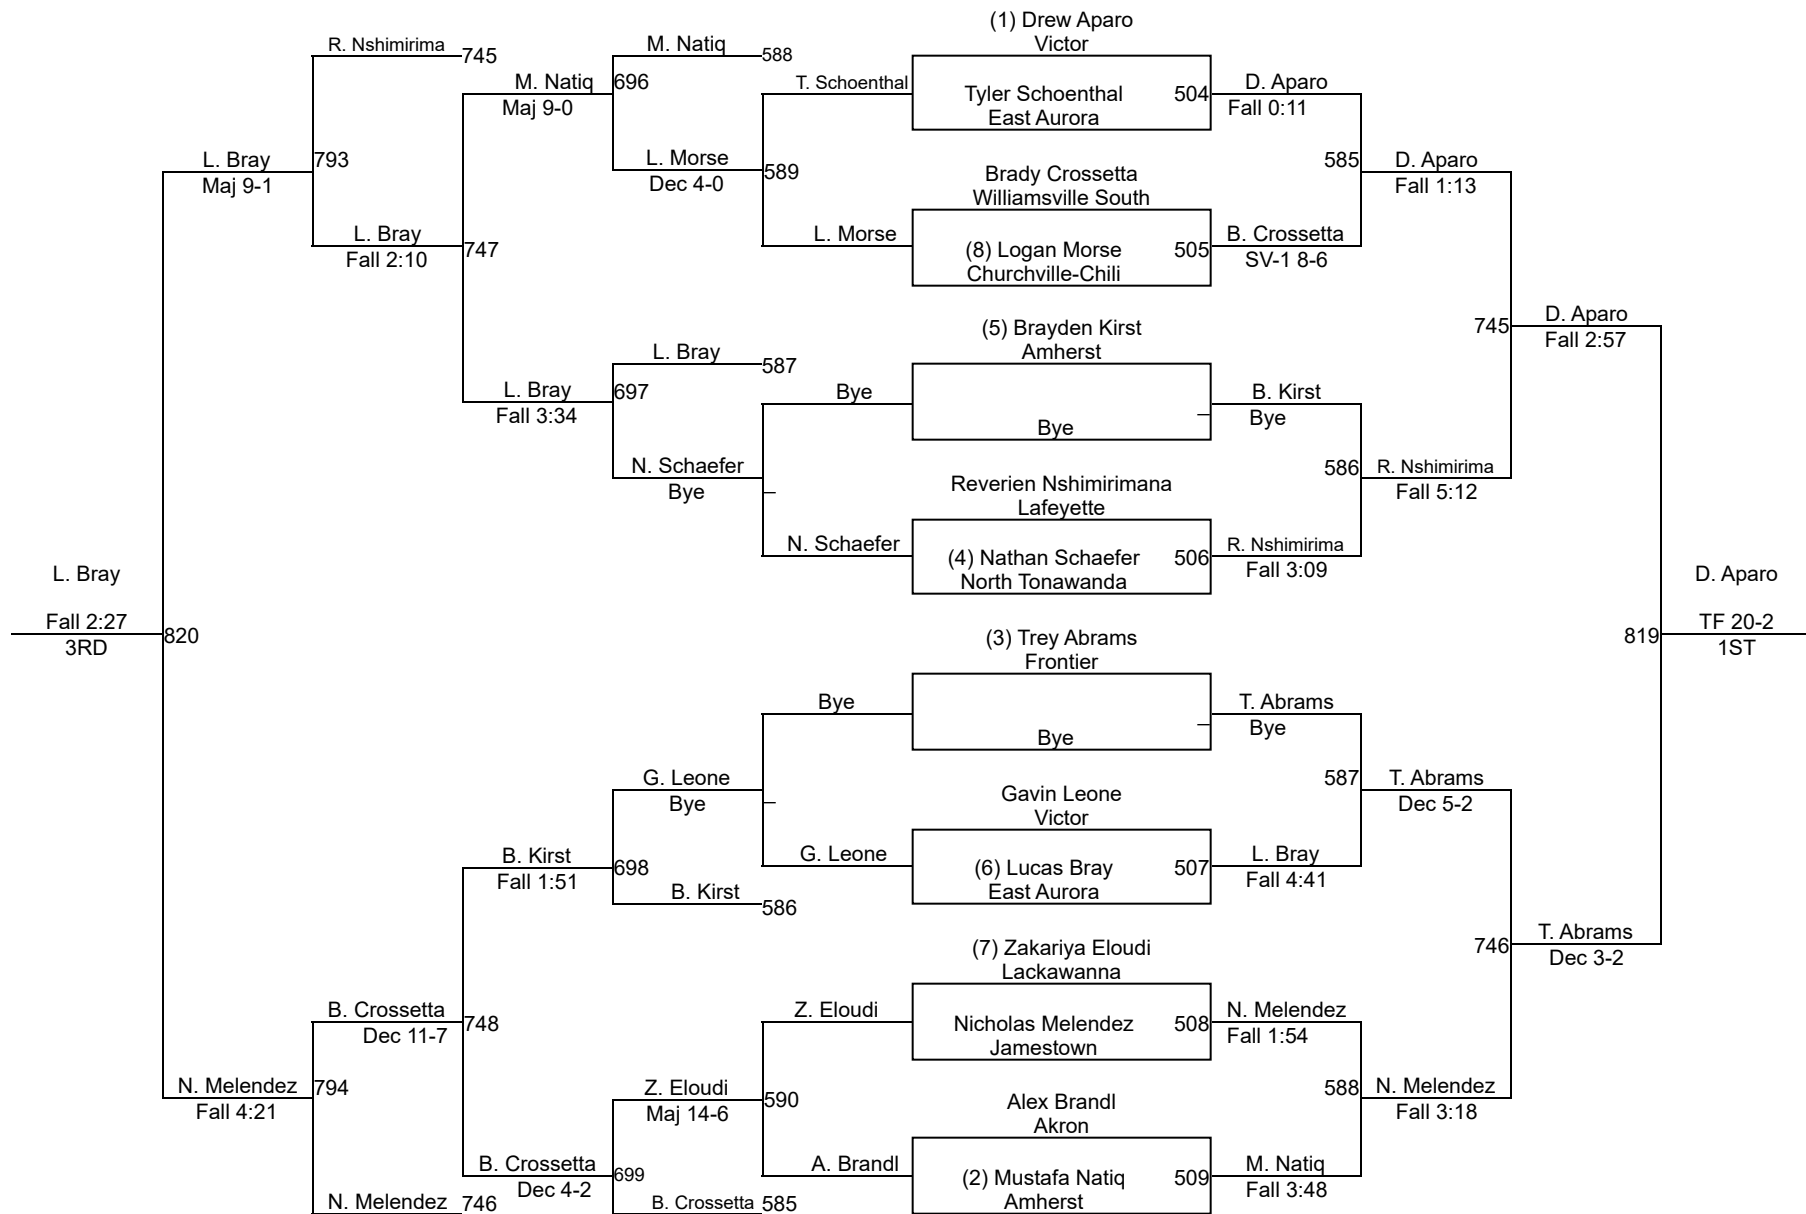 (1) Drew Aparo
Victor
R. Nshimirima
745
M. Natiq
588
M. Natiq
696
Maj 9-0
T. Schoenthal
Tyler Schoenthal
504
East Aurora
D. Aparo
Fall 0:11
L. Bray
793
Maj 9-1
L. Morse
589
Dec 4-0
Brady Crossetta
Williamsville South
585
D. Aparo
Fall 1:13
L. Bray
747
Fall 2:10
L. Morse
(8) Logan Morse
505
Churchville-Chili
B. Crossetta
SV-1 8-6
(5) Brayden Kirst
Amherst
745
D. Aparo
Fall 2:57
L. Bray
587
L. Bray
697
Fall 3:34
Bye
Bye
B. Kirst
Bye
N. Schaefer
Bye
Reverien Nshimirimana
Lafeyette
586
R. Nshimirima
Fall 5:12
N. Schaefer
(4) Nathan Schaefer
506
North Tonawanda
R. Nshimirima
Fall 3:09
L. Bray
Fall 2:27
820
3RD
D. Aparo
819
TF 20-2
1ST
(3) Trey Abrams
Frontier
Bye
Bye
T. Abrams
Bye
G. Leone
Bye
Gavin Leone
Victor
587
T. Abrams
Dec 5-2
B. Kirst
698
Fall 1:51
G. Leone
(6) Lucas Bray
507
East Aurora
L. Bray
Fall 4:41
B. Kirst
586
(7) Zakariya Eloudi
Lackawanna
746
T. Abrams
Dec 3-2
B. Crossetta
748
Dec 11-7
Z. Eloudi
Nicholas Melendez
508
Jamestown
N. Melendez
Fall 1:54
N. Melendez
794
Fall 4:21
Z. Eloudi
590
Maj 14-6
Alex Brandl
Akron
588
N. Melendez
Fall 3:18
B. Crossetta
699
Dec 4-2
A. Brandl
(2) Mustafa Natiq
509
Amherst
M. Natiq
Fall 3:48
N. Melendez
746
B. Crossetta
585